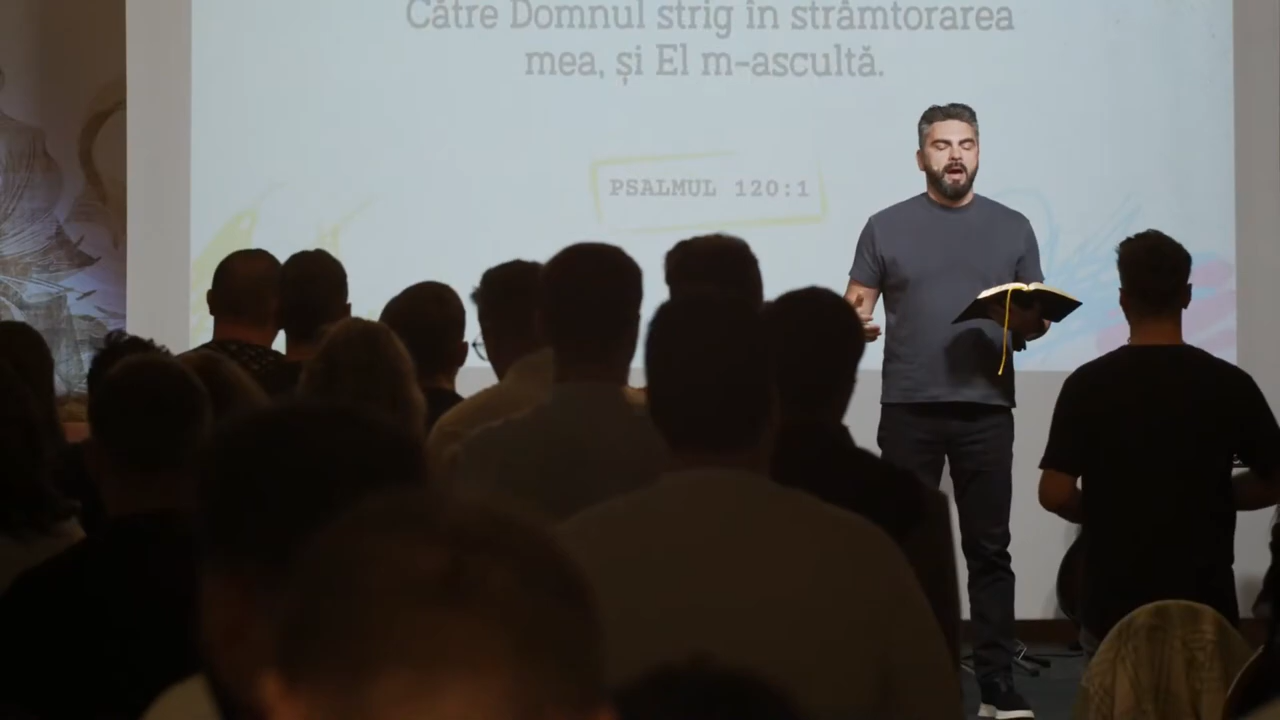 Către Domnul strig în strâmtorarea
mea, și El m-ascultă.
PSALMUL 120:1